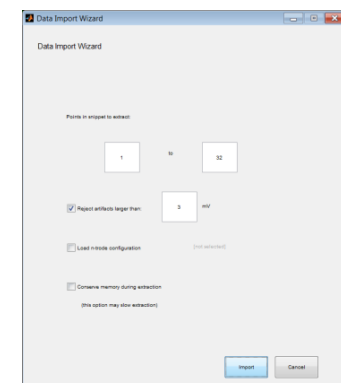 Data Import Wizard
Data Import Wizard
Points in snippet to extract:
1 to 32
Reject artifacts larger than: 3 mV
Load n-trode configuration (not selected)
Conserve memory during extraction
(this option may slow extraction)
Import Cancel